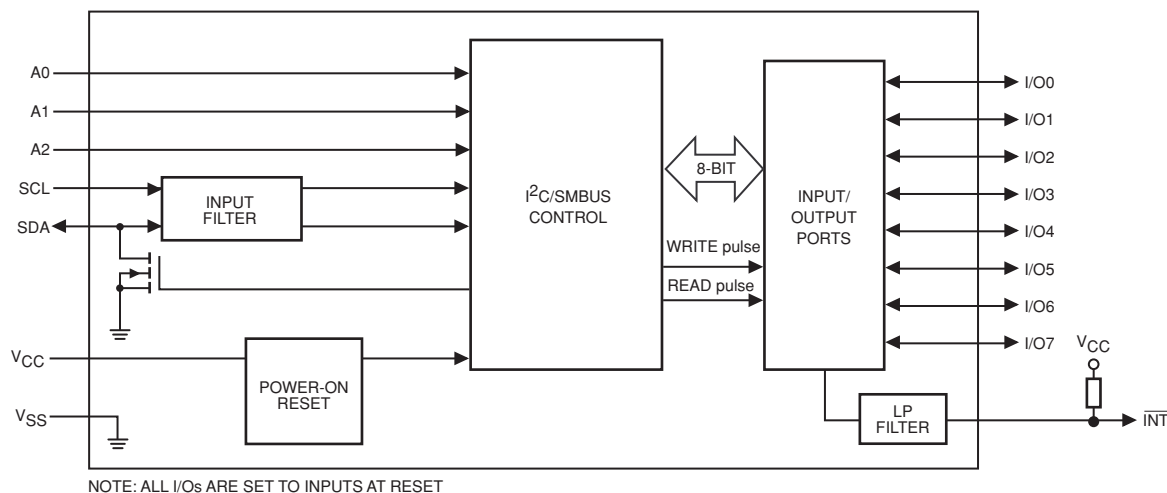 A0
A1
A2
SCL
SDA
VCC
VSS
INPUT
FILTER
POWER-ON
RESET
I2C/SMBUS
CONTROL
8-BIT
WRITE pulse
READ pulse
INPUT/
OUTPUT
PORTS
LP
FILTER
I/O0
I/O1
I/O2
I/O3
I/O4
I/O5
I/O6
I/O7
VCC
INT
NOTE: ALL I/Os ARE SET TO INPUTS AT RESET